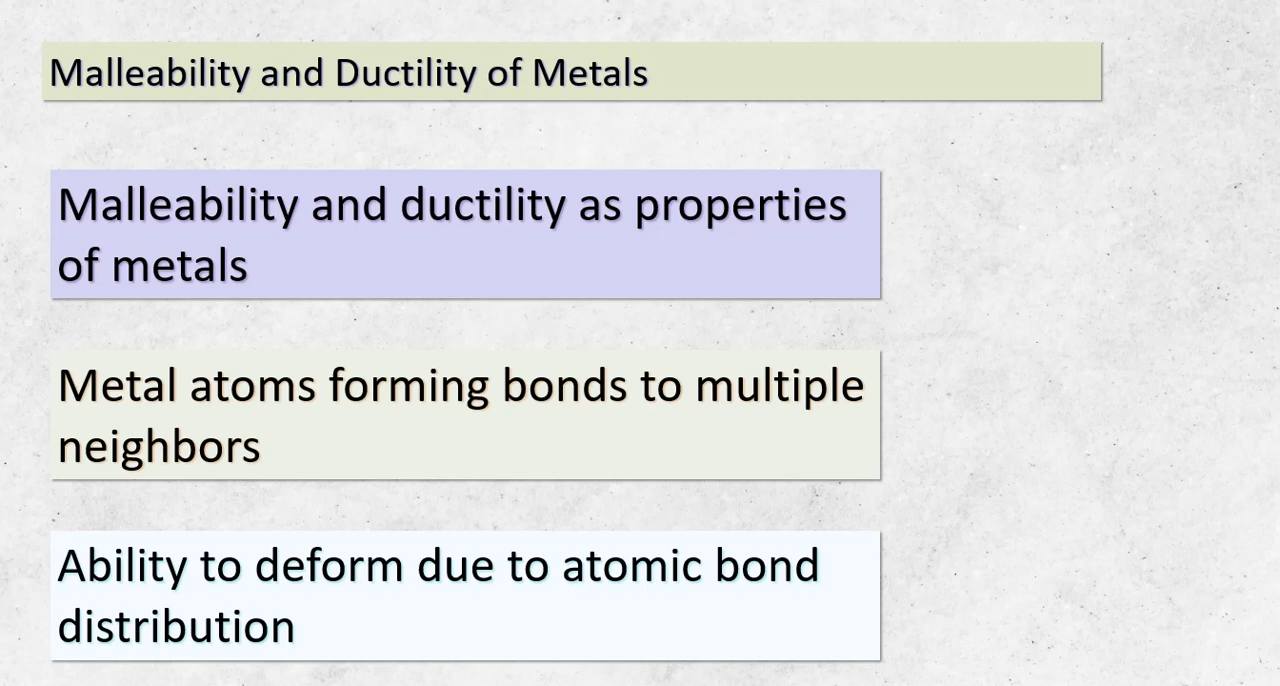 Malleability and Ductility of Metals
Malleability and ductility as properties
of metals
Metal atoms forming bonds to multiple
neighbors
Ability to deform due to atomic bond
distribution